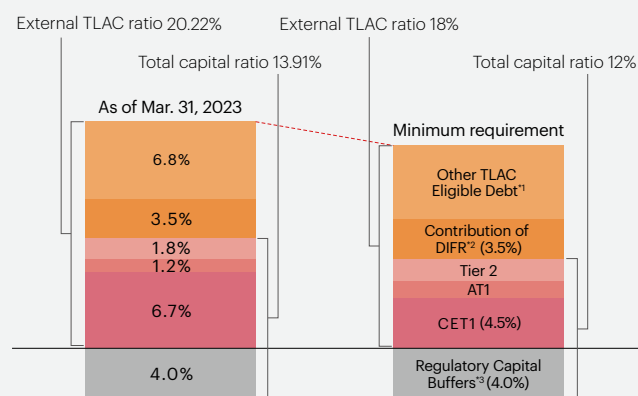 External TLAC ratio 20.22%
External TLAC ratio 18%
Total capital ratio 13.91%
Total capital ratio 12%
As of Mar. 31, 2023
Minimum requirement
6.8%
3.5%
1.8%
1.2%
6.7%
4.0%
Other TLAC
Eligible Debt*1
Contribution of
DIFR*2 (3.5%)
Tier 2
AT1
CET1 (4.5%)
Regulatory Capital
Buffers*3 (4.0%)